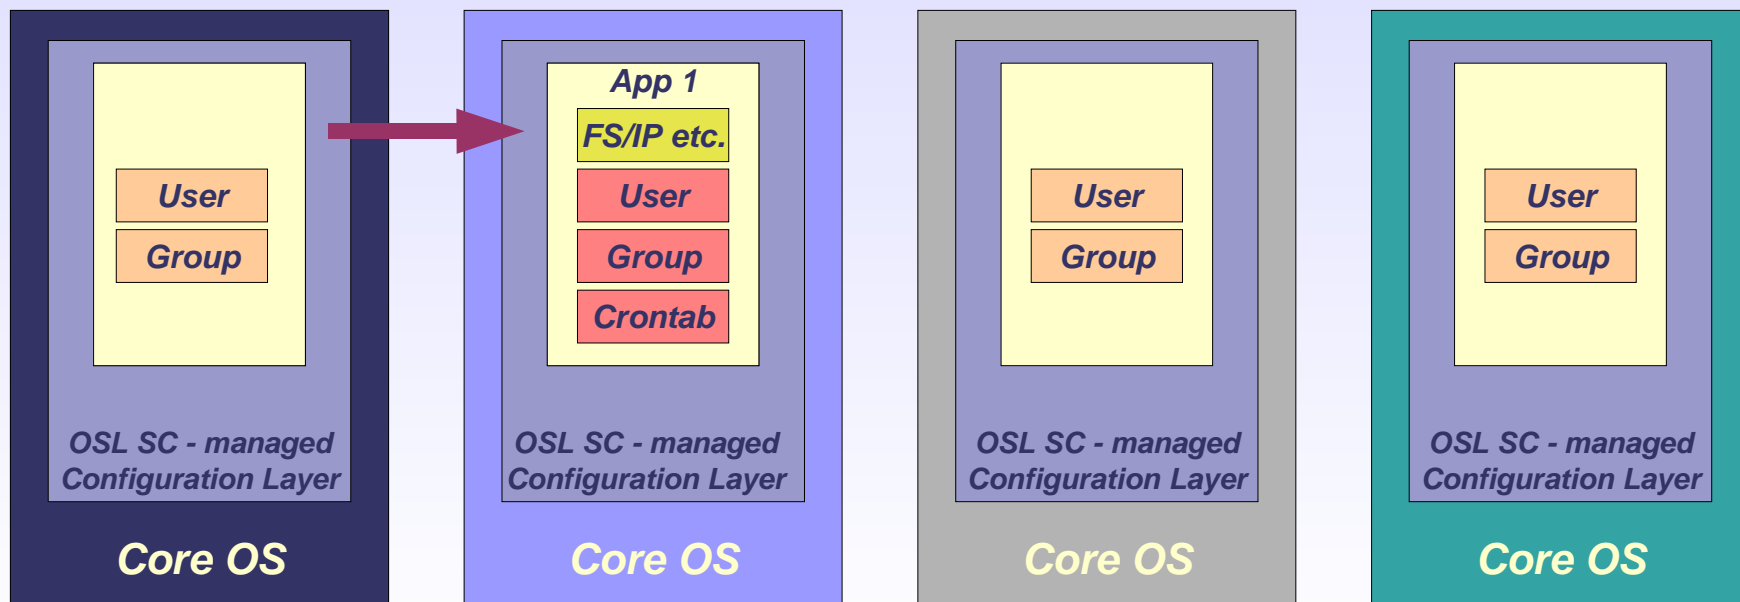 User
Group
OSL SC - managed
Configuration Layer
Core OS
App 1
FS/IP etc.
User
Group
Crontab
OSL SC - managed
Configuration Layer
Core OS
User
Group
OSL SC - managed
Configuration Layer
Core OS
User
Group
OSL SC - managed
Configuration Layer
Core OS